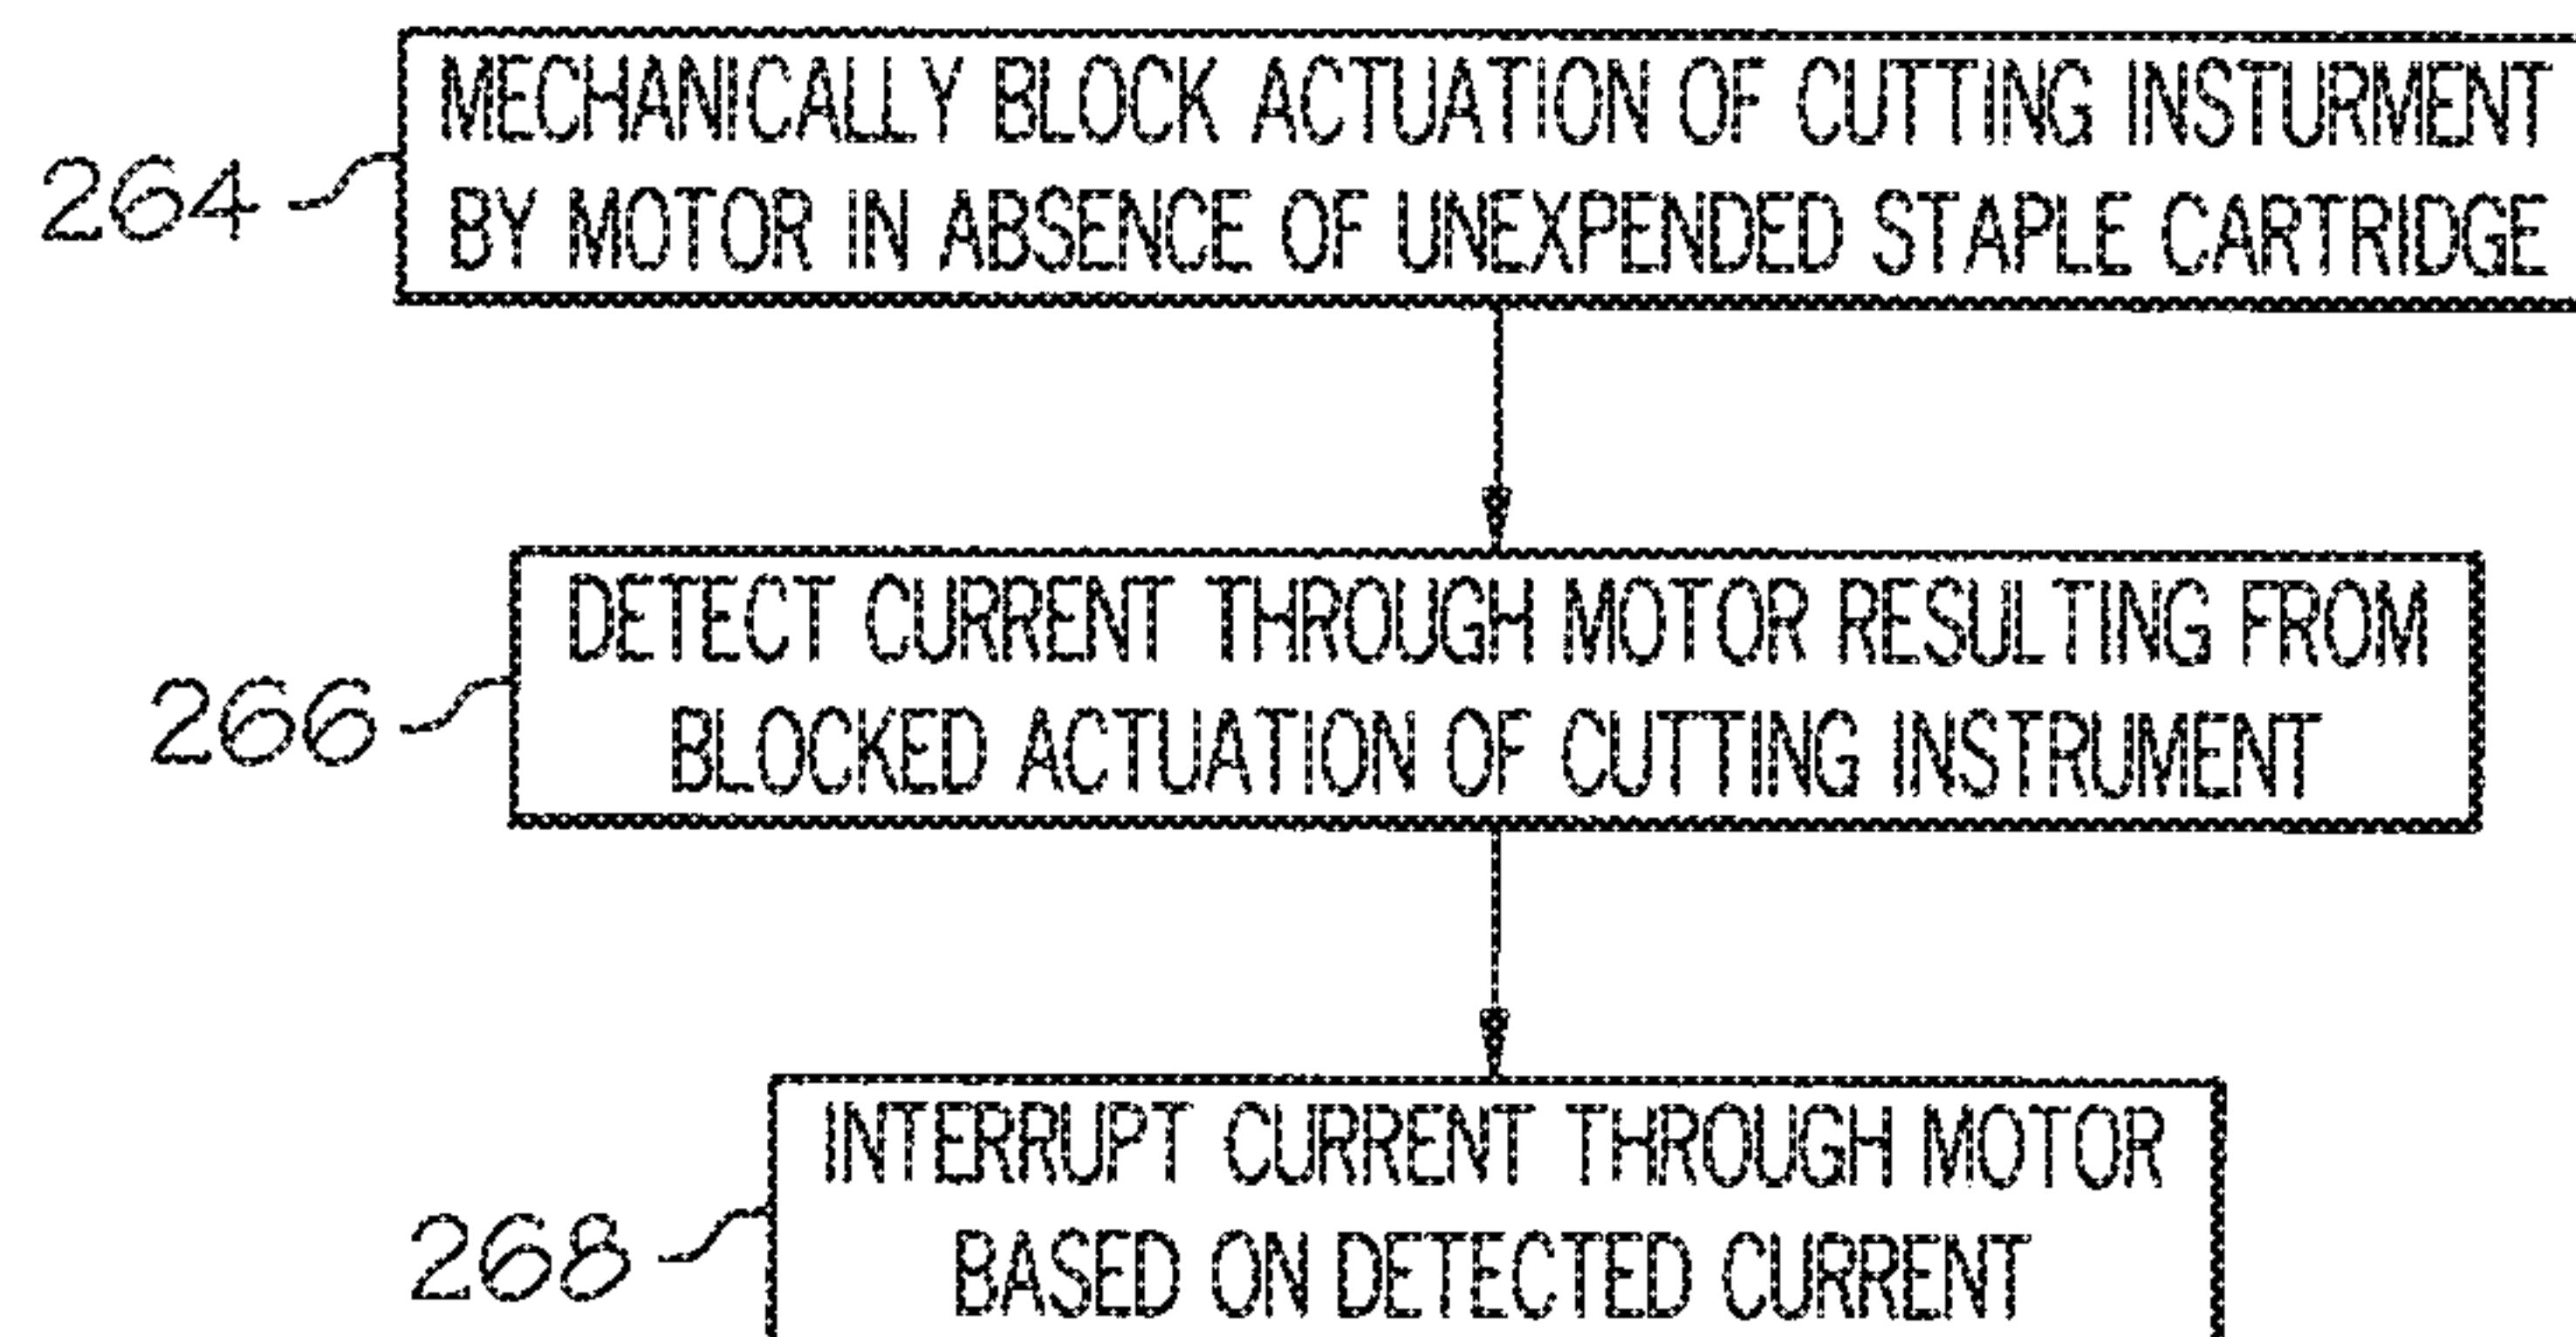 MECHANICALLY BLOCK ACTUATION OF CUTTING INSTURMENT
264
BY MOTOR IN ABSENCE OF UNEXPENDED STAPLE CARTRIDGE
DETECT CURRENT THROUGH MOTOR RESULTING FROM
266
BLOCKED ACTUATION OF CUTTING INSTRUMENT
INTERRUPT CURRENT THROUGH MOTOR
268
BASED ON DETECTED CURRENT